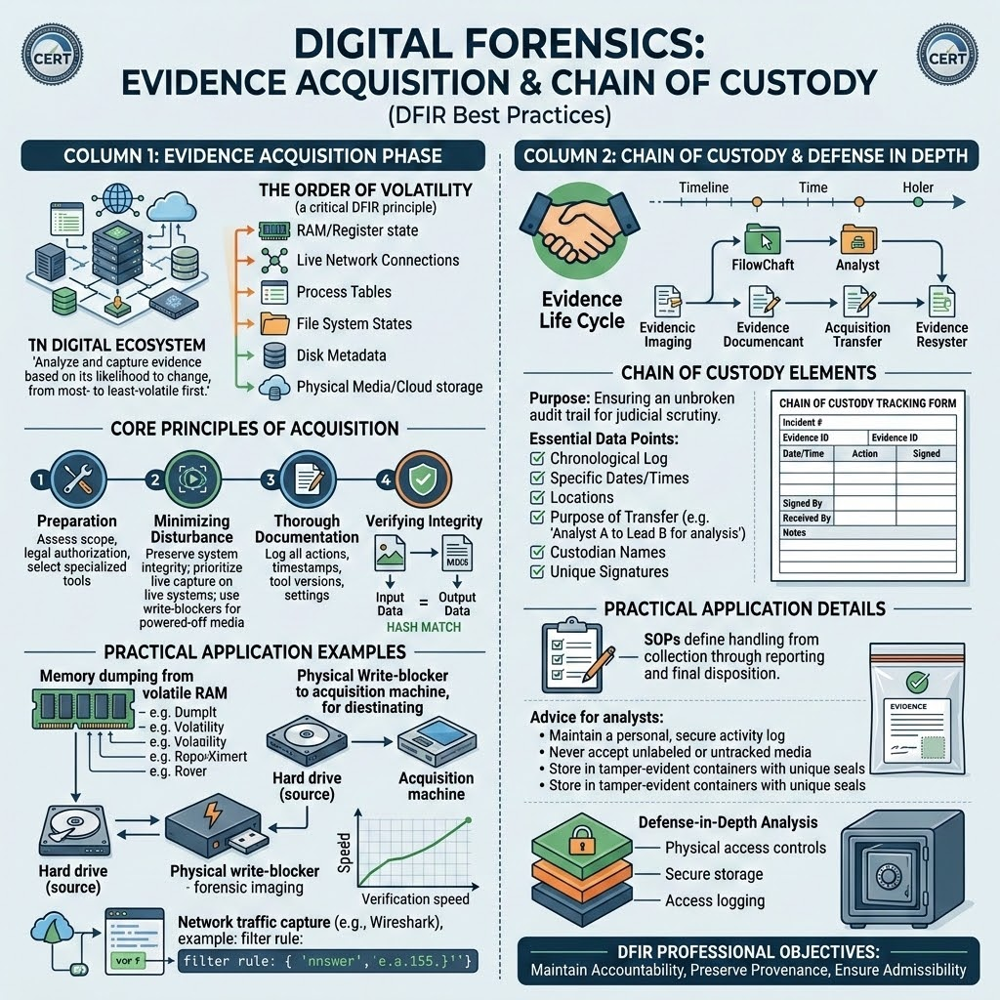 CERT
DIGITAL FORENSICS:
EVIDENCE ACQUISITION & CHAIN OF CUSTODY
(DFIR Best Practices)
CERT
COLUMN 1: EVIDENCE ACQUISITION PHASE
THE ORDER OF VOLATILITY
(a critical DFIR principle)
RAM/Register state
Live Network Connections
Process Tables
File System States
Disk Metadata
Physical Media/Cloud storage
TN DIGITAL ECOSYSTEM
'Analyze and capture evidence
based on its likelihood to change,
from most- to least-volatile first.'
CORE PRINCIPLES OF ACQUISITION
1
2
3
4
Preparation
Assess scope,
legal authorization,
select specialized
tools
Minimizing
Disturbance
Preserve system
integrity; prioritize
live capture on
live systems; use
write-blockers for
powered-off media
Thorough
Documentation
Log all actions,
timestamps,
tool versions,
settings
Verifying Integrity
Input
Data
=
Output
Data
HASH MATCH
PRACTICAL APPLICATION EXAMPLES
Memory dumping from
volatile RAM
e.g. DumpIt
e.g. Volatility
e.g. Volability
e.g. Rover
Physical Write-blocker
to acquisition machine,
for diestinating
Hard drive
(source)
Acquisition
machine
Hard drive
(source)
Physical write-blocker
- forensic imaging
Speed
Verification speed
Network traffic capture (e.g., Wireshark),
example: filter rule:
filter rule: { 'nnswer','e.a.155.}''}
COLUMN 2: CHAIN OF CUSTODY & DEFENSE IN DEPTH
Timeline
Time
Holer
Evidence
Life Cycle
FilowChaft
Analyst
Evidencic
Imaging
Evidence
Documencant
Acquisition
Transfer
Evidence
Resyster
CHAIN OF CUSTODY ELEMENTS
Purpose: Ensuring an unbroken
audit trail for judicial scrutiny.
Essential Data Points:
Chronological Log
Specific Dates/Times
Locations
Purpose of Transfer (e.g.
'Analyst A to Lead B for analysis')
Custodian Names
Unique Signatures
CHAIN OF CUSTODY TRACKING FORM
Incident #
Evidence ID
Evidence ID
Date/Time
Action
Signed
Signed By
Received By
Notes
PRACTICAL APPLICATION DETAILS
SOPs define handling from
collection through reporting
and final disposition.
EVIDENCE
Advice for analysts:
• Maintain a personal, secure activity log
• Never accept unlabeled or untracked media
• Store in tamper-evident containers with unique seals
• Store in tamper-evident containers with unique seals
Defense-in-Depth Analysis
Physical access controls
Secure storage
Access logging
DFIR PROFESSIONAL OBJECTIVES:
Maintain Accountability, Preserve Provenance, Ensure Admissibility